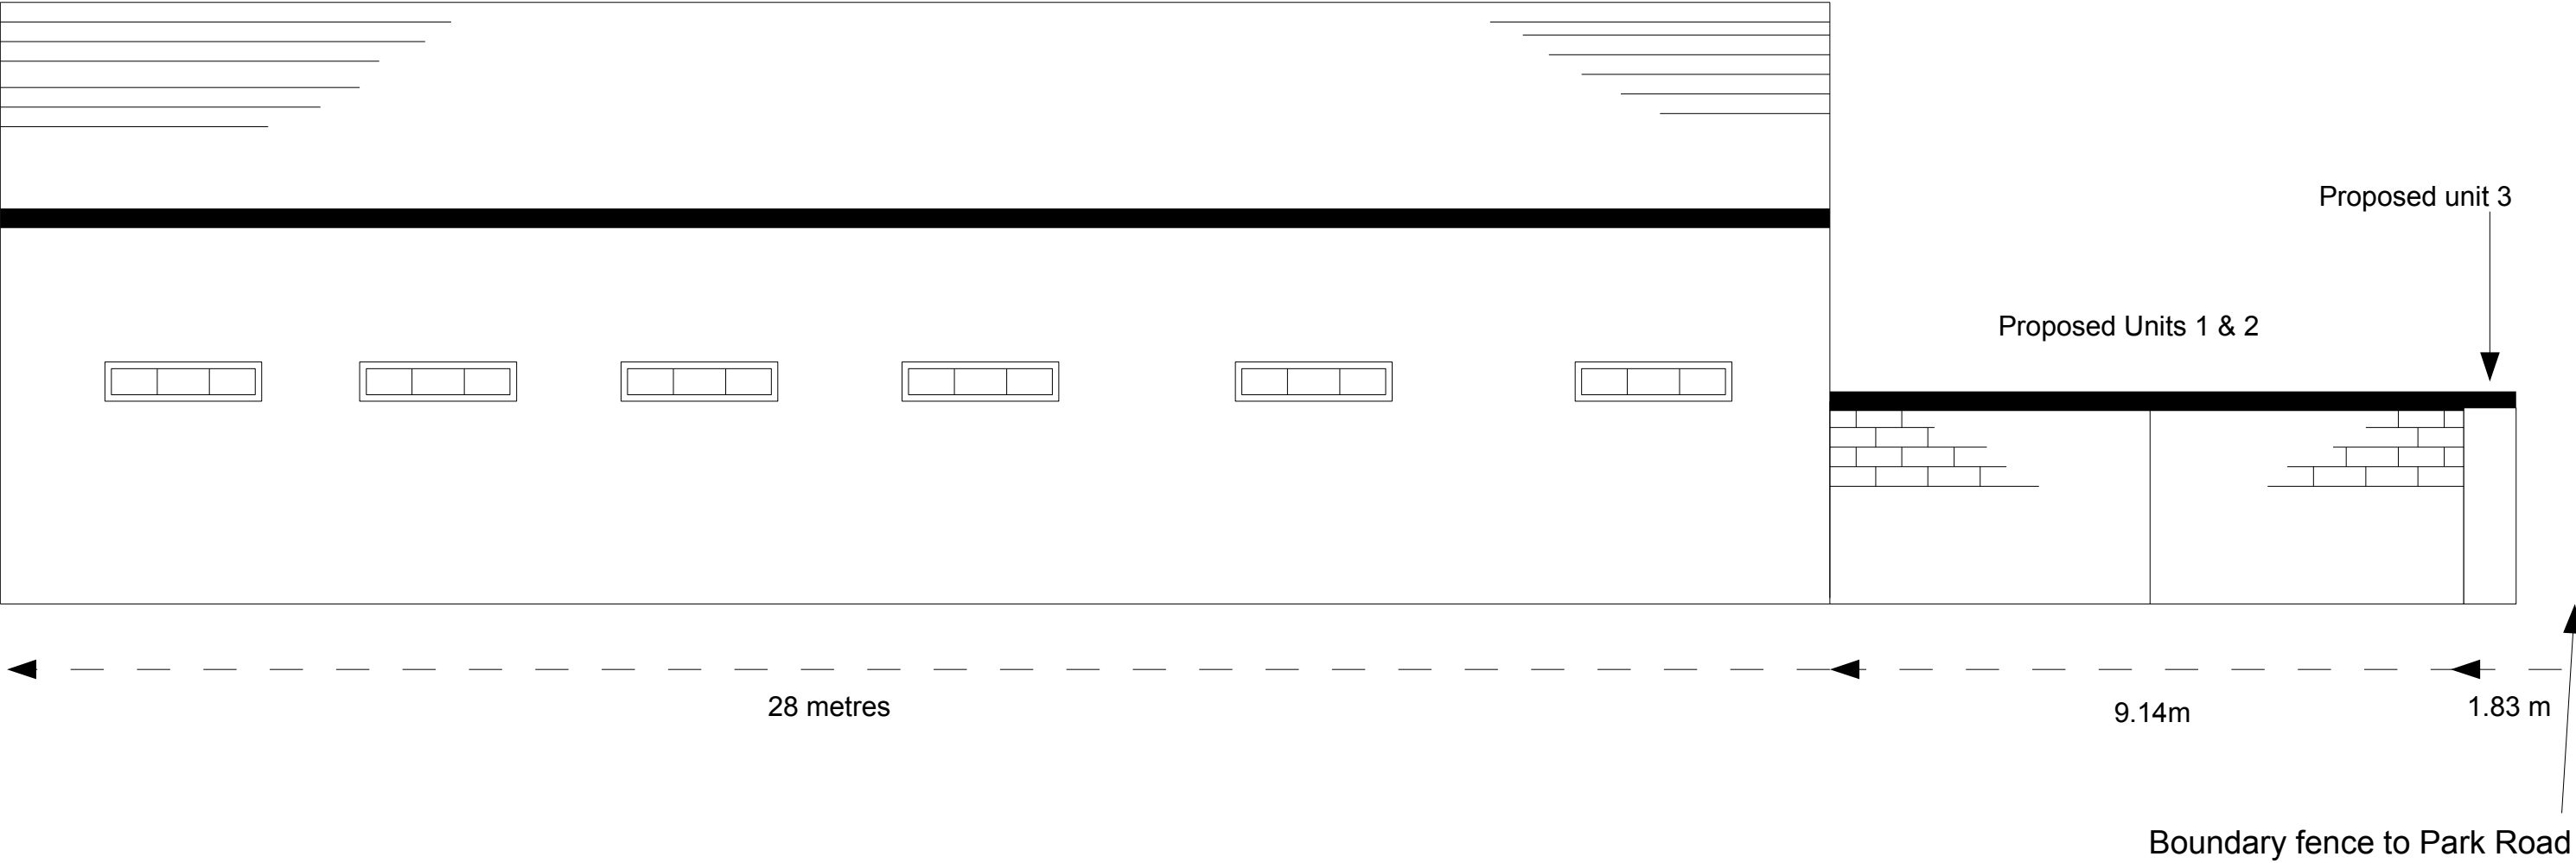 Proposed unit 3
Proposed Units 1 & 2
28 metres
9.14m
1.83 m
Boundary fence to Park Road